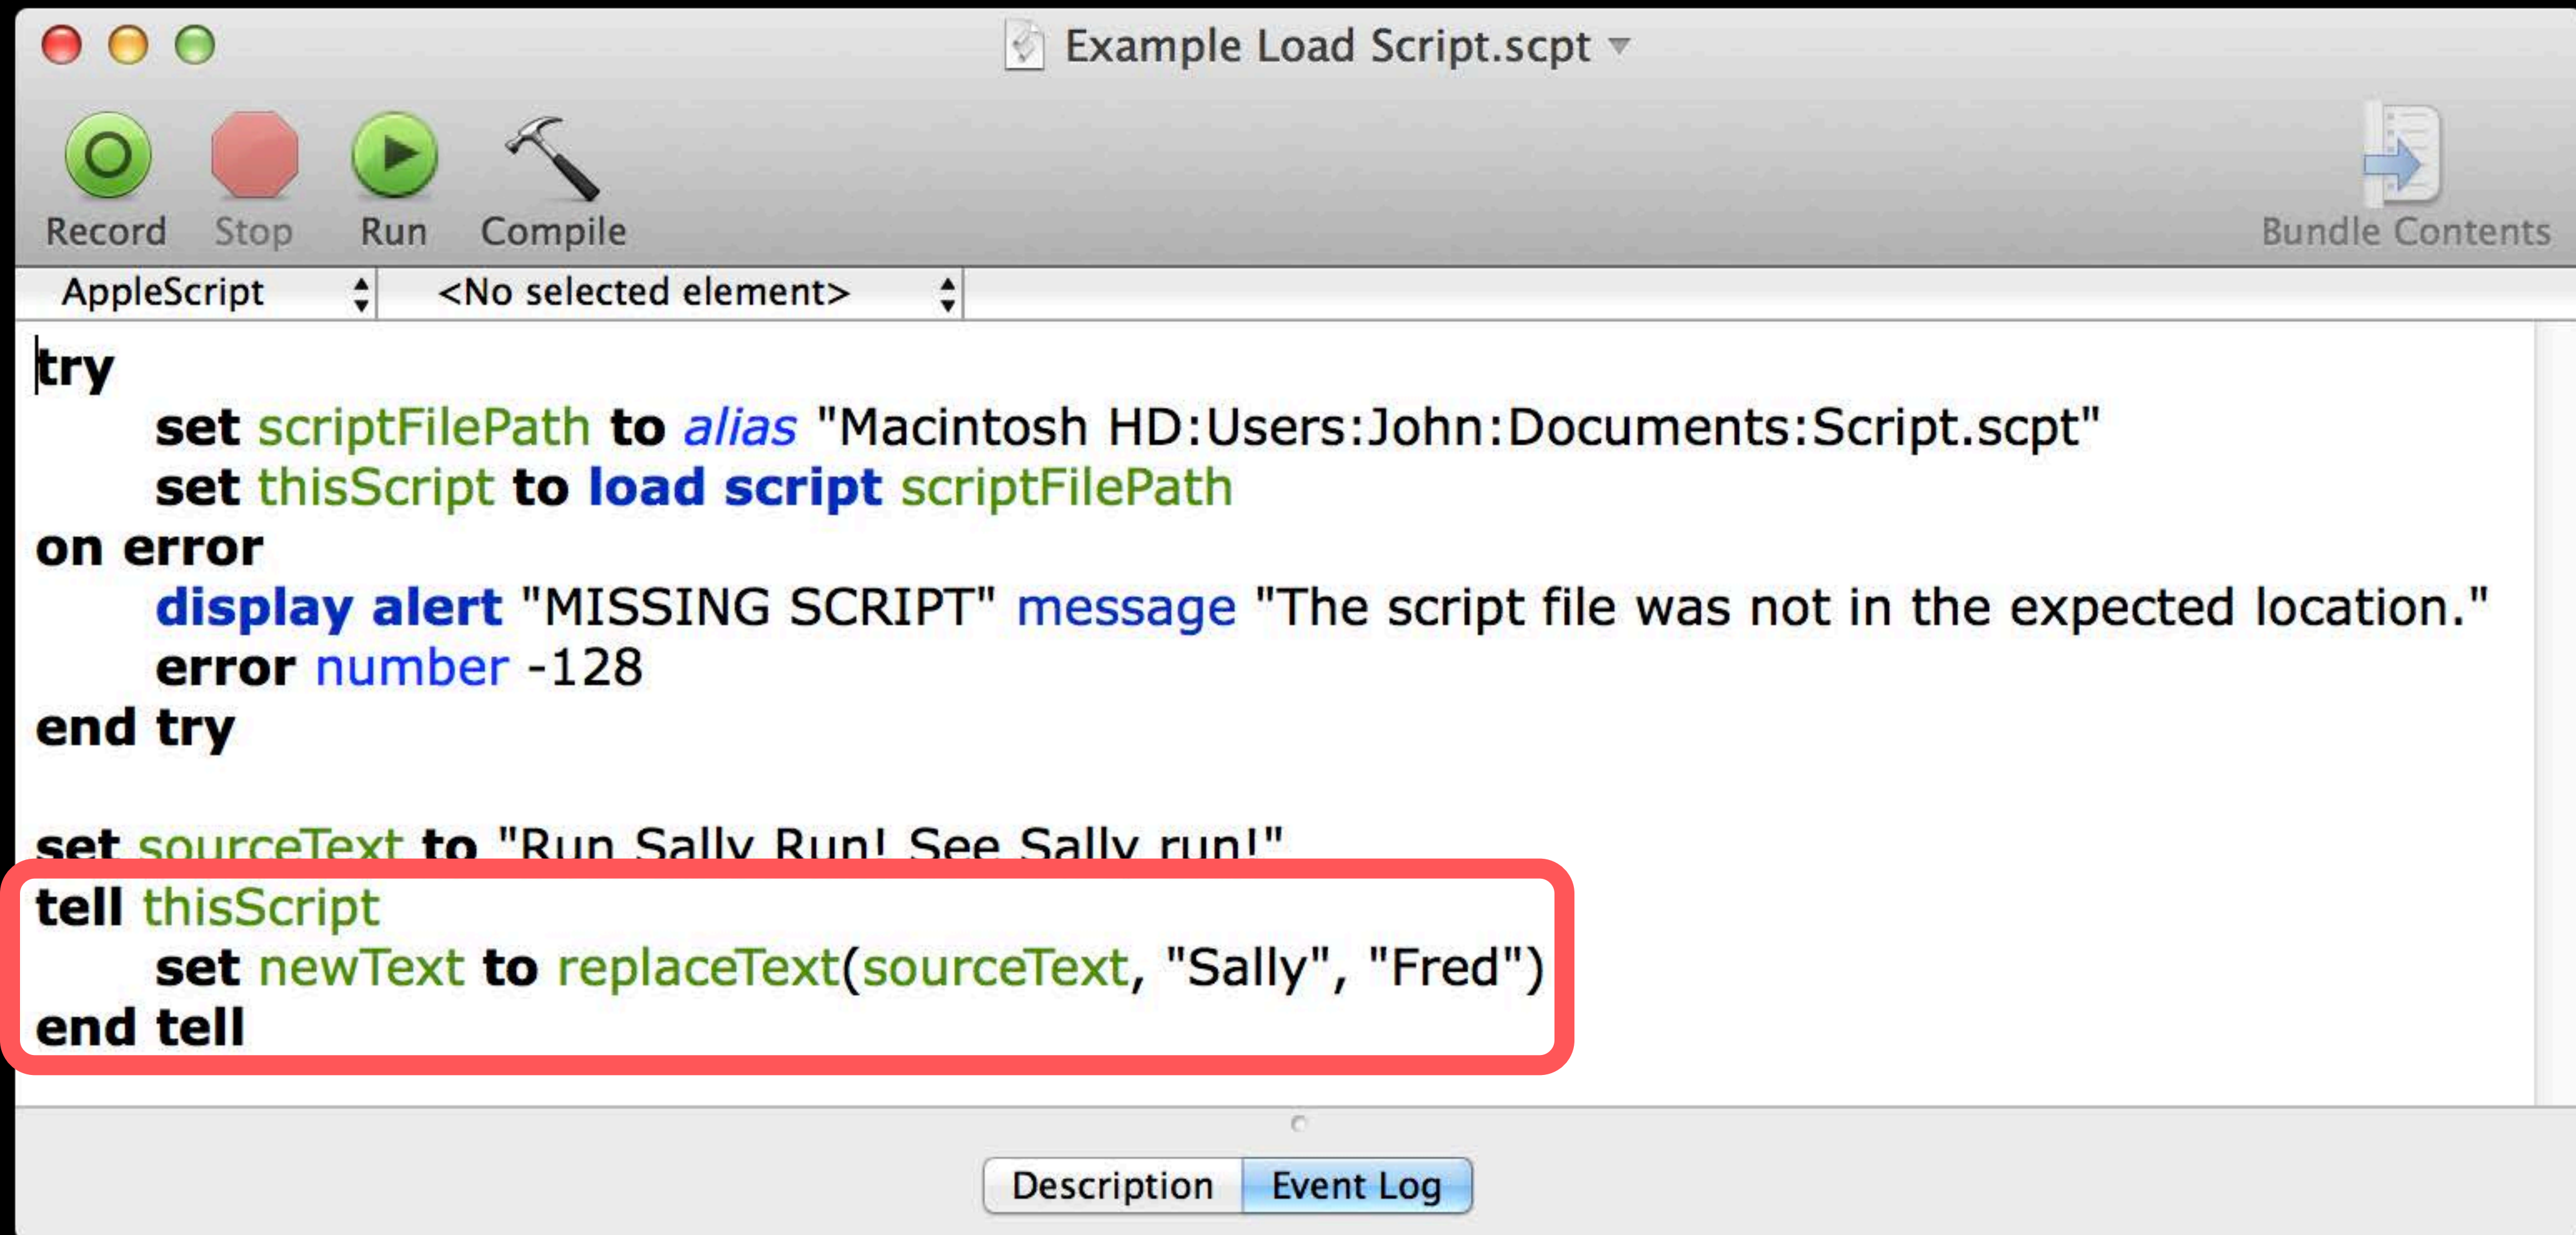 Example Load Script.scpt
Record Stop Run Compile Bundle Contents
AppleScript <No selected element>
try
set scriptFilePath to alias "Macintosh HD:Users:John:Documents:Script.scpt"
set thisScript to load script scriptFilePath
on error
display alert "MISSING SCRIPT" message "The script file was not in the expected location."
error number -128
end try
set sourceText to "Run Sally Run! See Sally run!"
tell thisScript
set newText to replaceText(sourceText, "Sally", "Fred")
end tell
Description Event Log